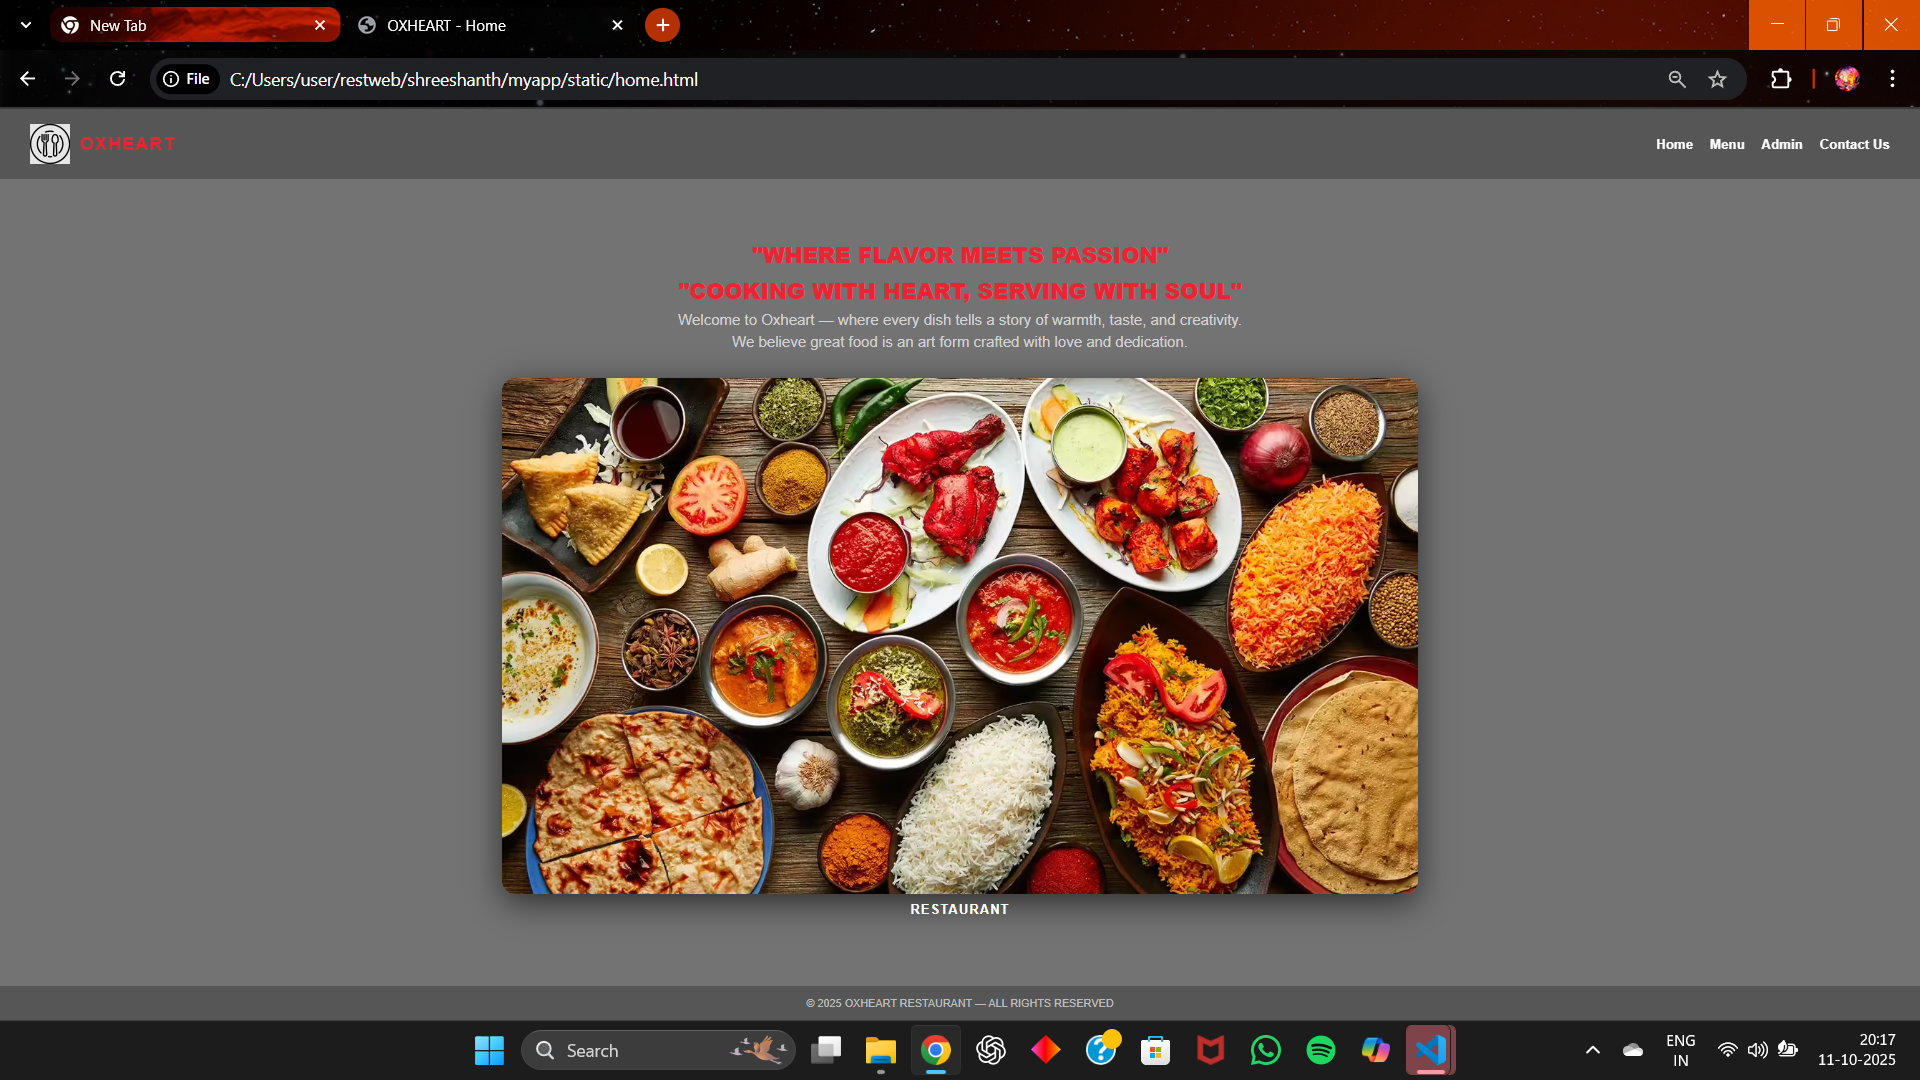 New Tab
OXHEART - Home
File
C:/Users/user/restweb/shreeshanth/myapp/static/home.html
OXHEART
Home Menu Admin Contact Us
"WHERE FLAVOR MEETS PASSION"
"COOKING WITH HEART, SERVING WITH SOUL"
Welcome to Oxheart — where every dish tells a story of warmth, taste, and creativity.
We believe great food is an art form crafted with love and dedication.
RESTAURANT
© 2025 OXHEART RESTAURANT — ALL RIGHTS RESERVED
Search
ENG
IN
20:17
11-10-2025